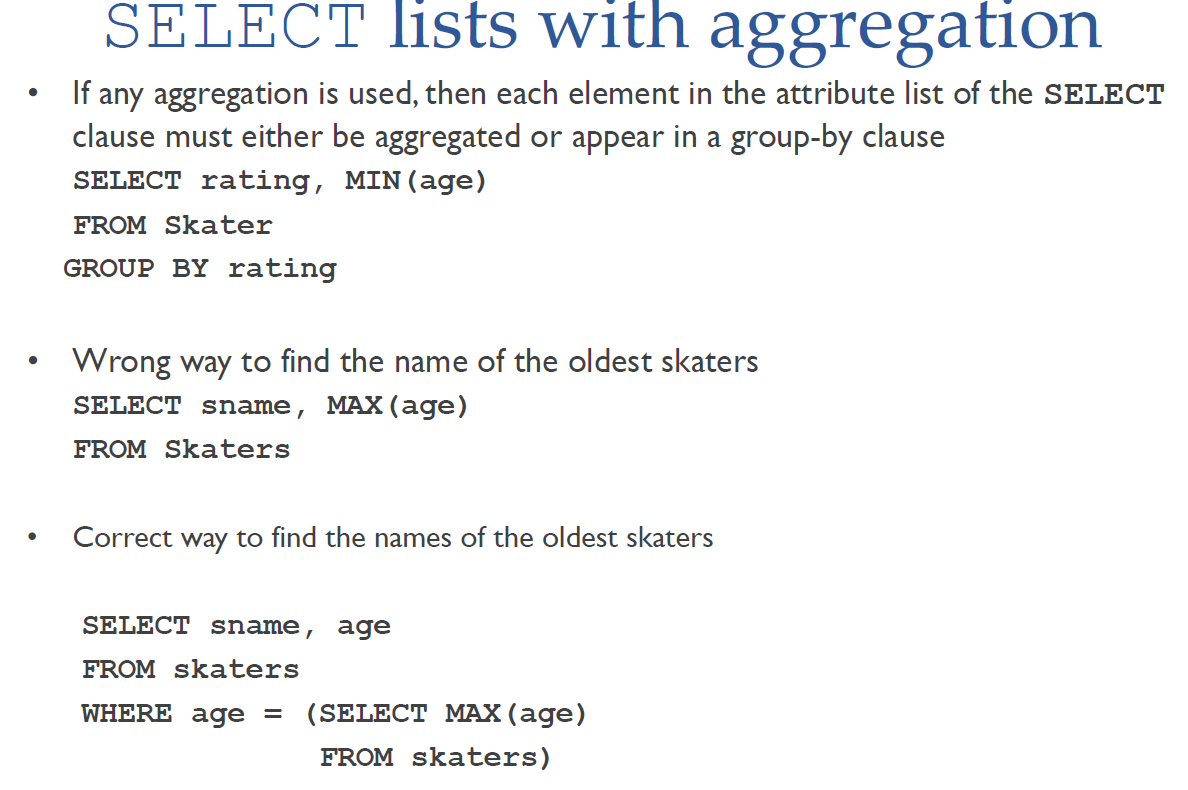 SELECT lists with aggregation
• If any aggregation is used, then each element in the attribute list of the SELECT
clause must either be aggregated or appear in a group-by clause
SELECT rating, MIN(age)
FROM Skater
GROUP BY rating
• Wrong way to find the name of the oldest skaters
SELECT sname, MAX(age)
FROM Skaters
• Correct way to find the names of the oldest skaters
SELECT sname, age
FROM skaters
WHERE age = (SELECT MAX(age)
FROM skaters)